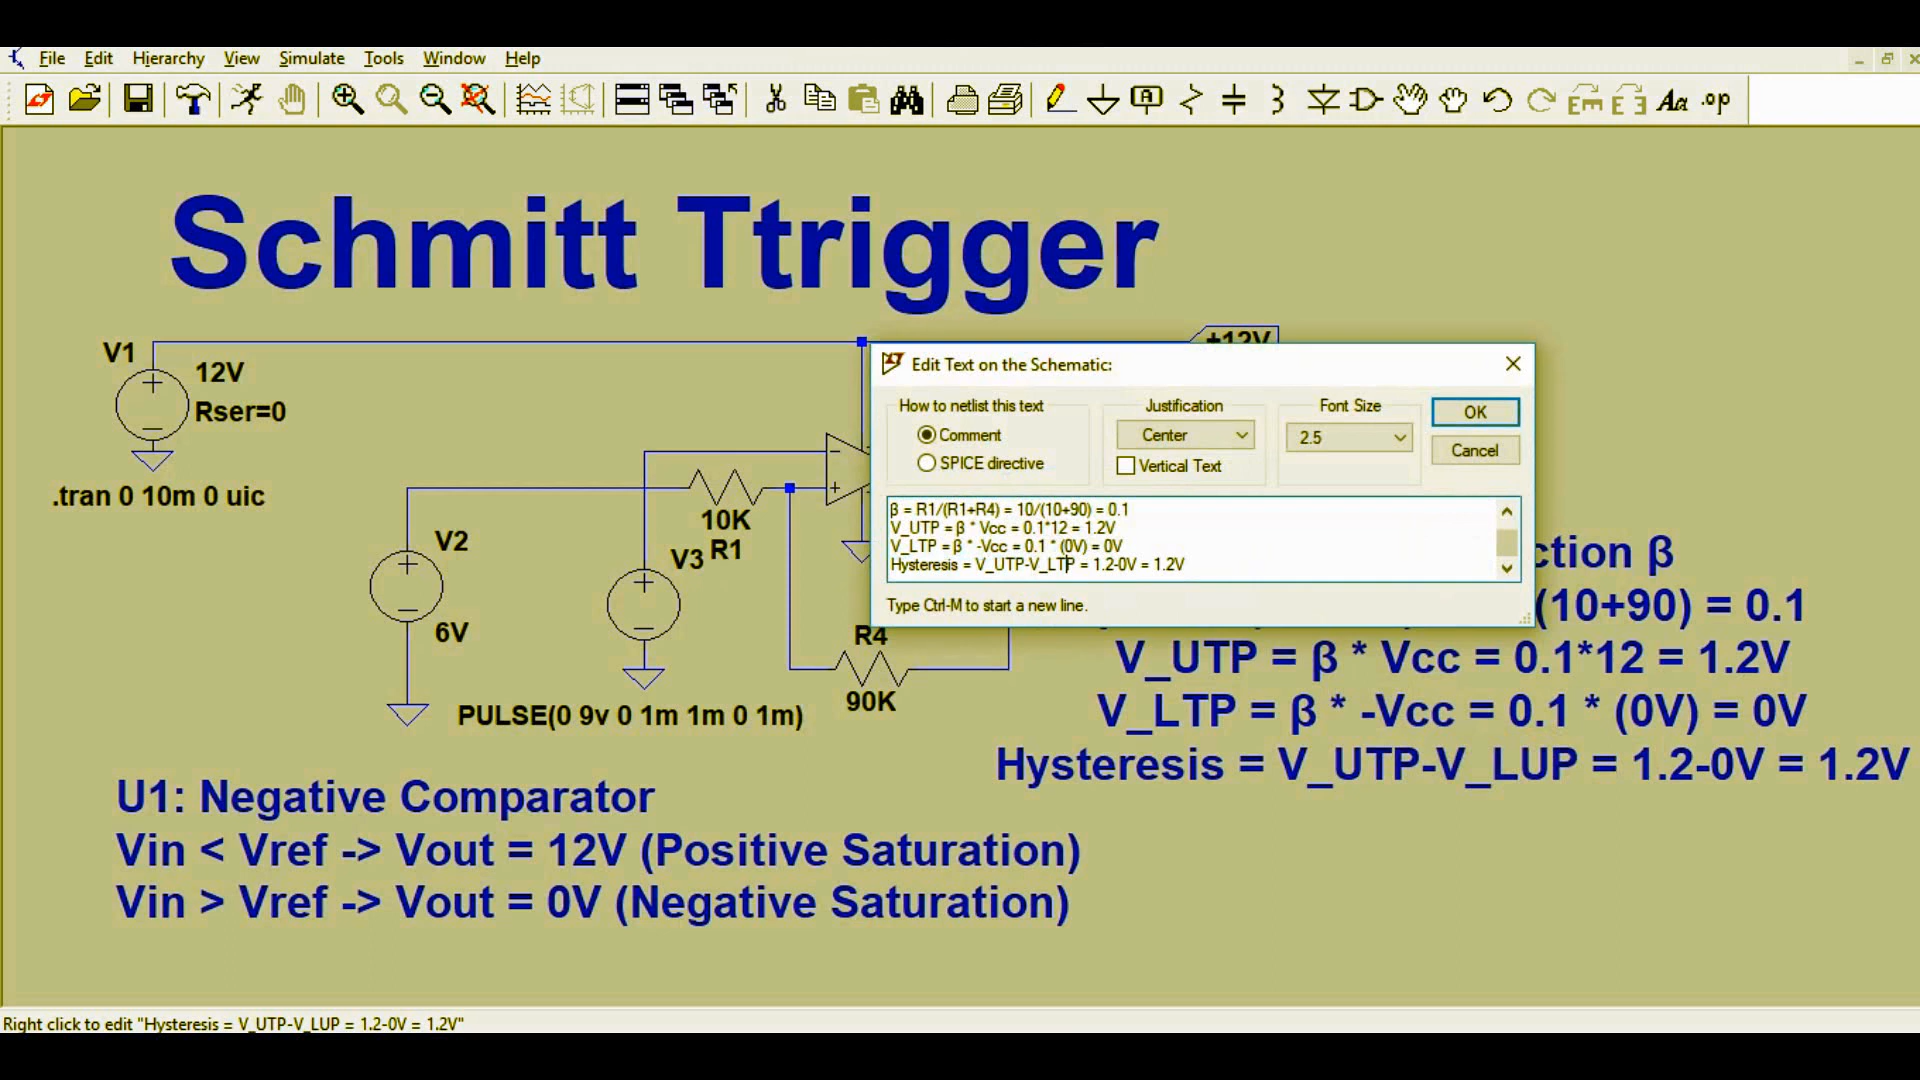 File Edit Hierarchy View Simulate Tools Window Help
Aa .op
Schmitt Ttrigger
+12V
V1
12V
Rser=0
.tran 0 10m 0 uic
V2
6V
V3
10K
R1
R4
90K
PULSE(0 9v 0 1m 1m 0 1m)
Edit Text on the Schematic:
How to netlist this text
Comment
SPICE directive
Justification
Center
Vertical Text
Font Size
2.5
OK
Cancel
β = R1/(R1+R4) = 10/(10+90) = 0.1
V_UTP = β * Vcc = 0.1*12 = 1.2V
V_LTP = β * -Vcc = 0.1 * (0V) = 0V
Hysteresis = V_UTP-V_LTP = 1.2-0V = 1.2V
Type Ctrl-M to start a new line.
ction β
(10+90) = 0.1
V_UTP = β * Vcc = 0.1*12 = 1.2V
V_LTP = β * -Vcc = 0.1 * (0V) = 0V
Hysteresis = V_UTP-V_LUP = 1.2-0V = 1.2V
U1: Negative Comparator
Vin < Vref -> Vout = 12V (Positive Saturation)
Vin > Vref -> Vout = 0V (Negative Saturation)
Right click to edit "Hysteresis = V_UTP-V_LUP = 1.2-0V = 1.2V"